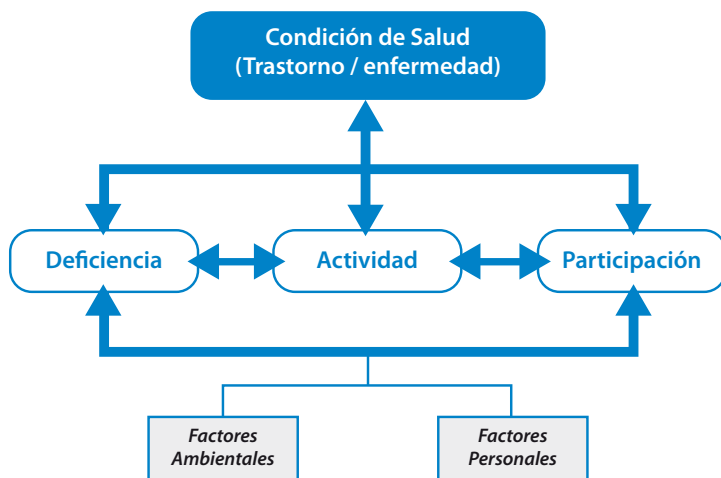 Condición de Salud
(Trastorno / enfermedad)
Deficiencia
Actividad
Participación
Factores
Ambientales
Factores
Personales